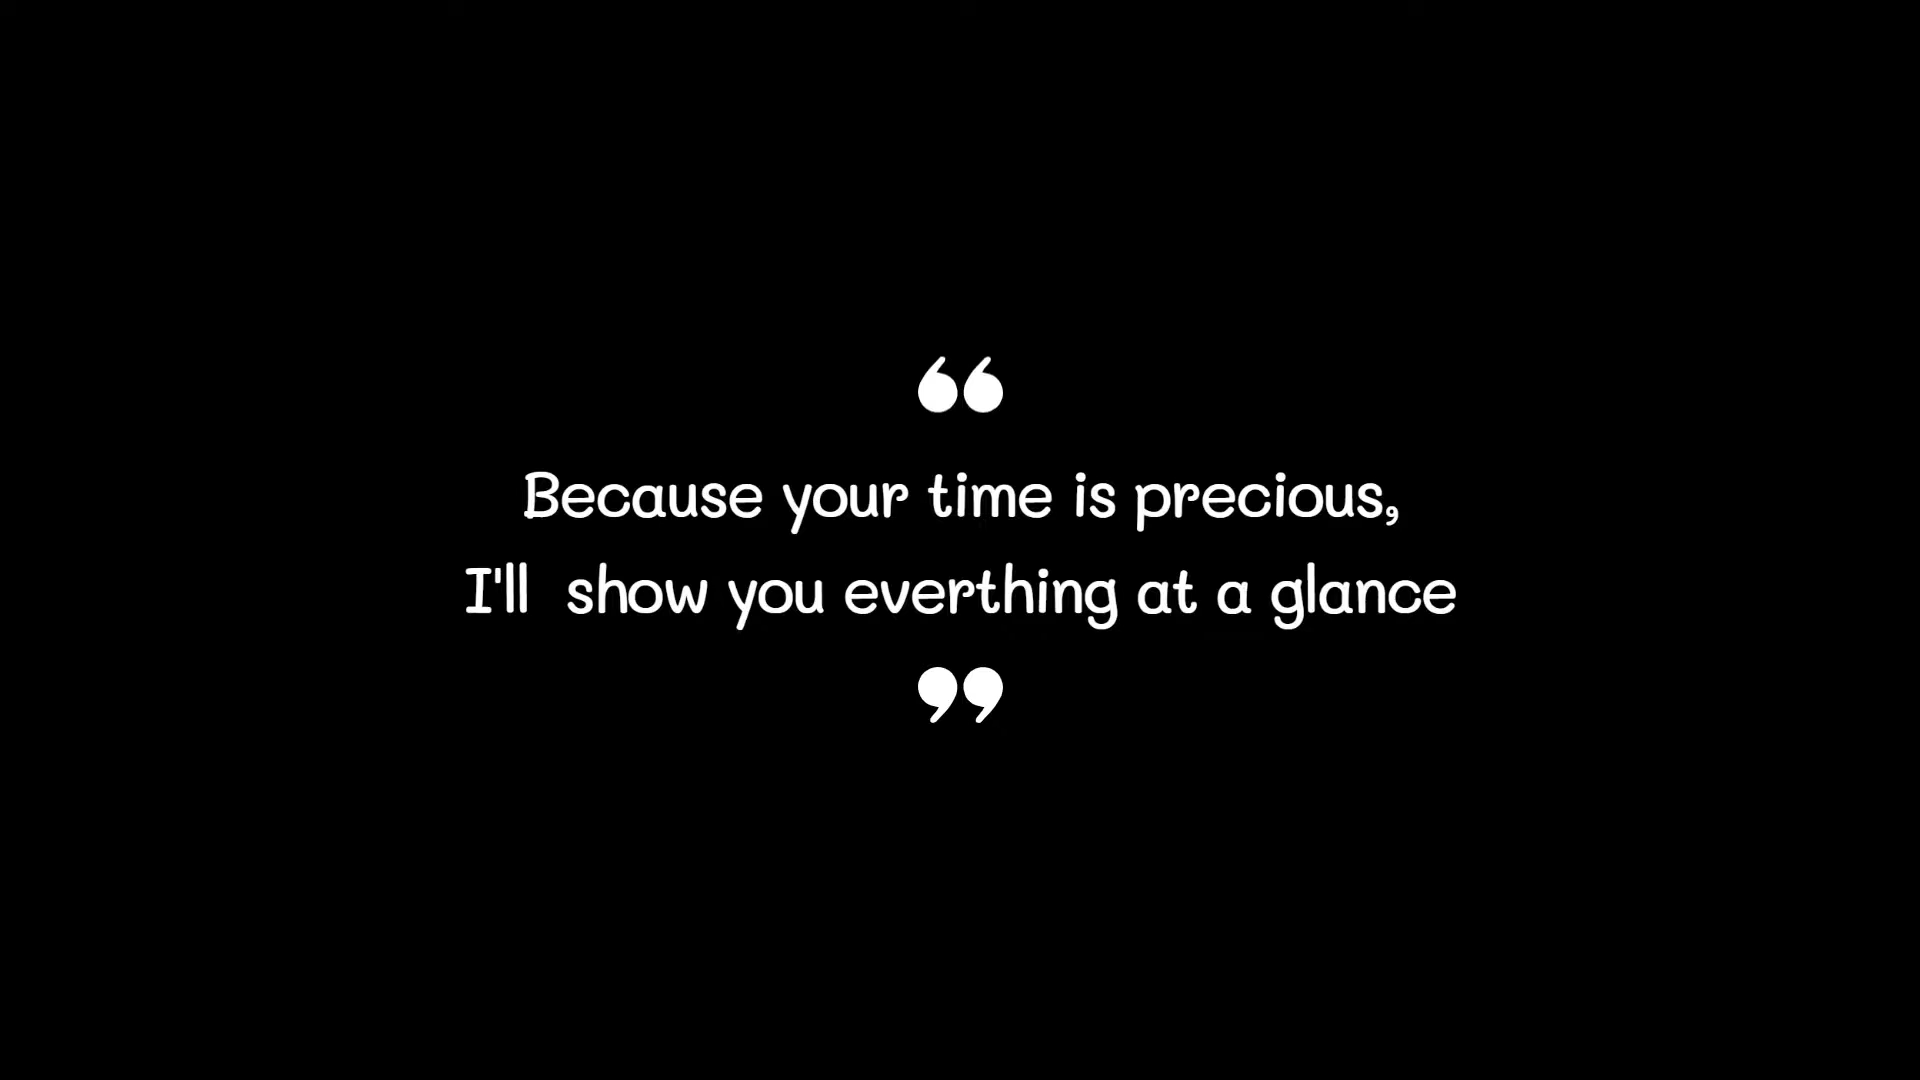 “
Because your time is precious,
I'll  show you everthing at a glance
”